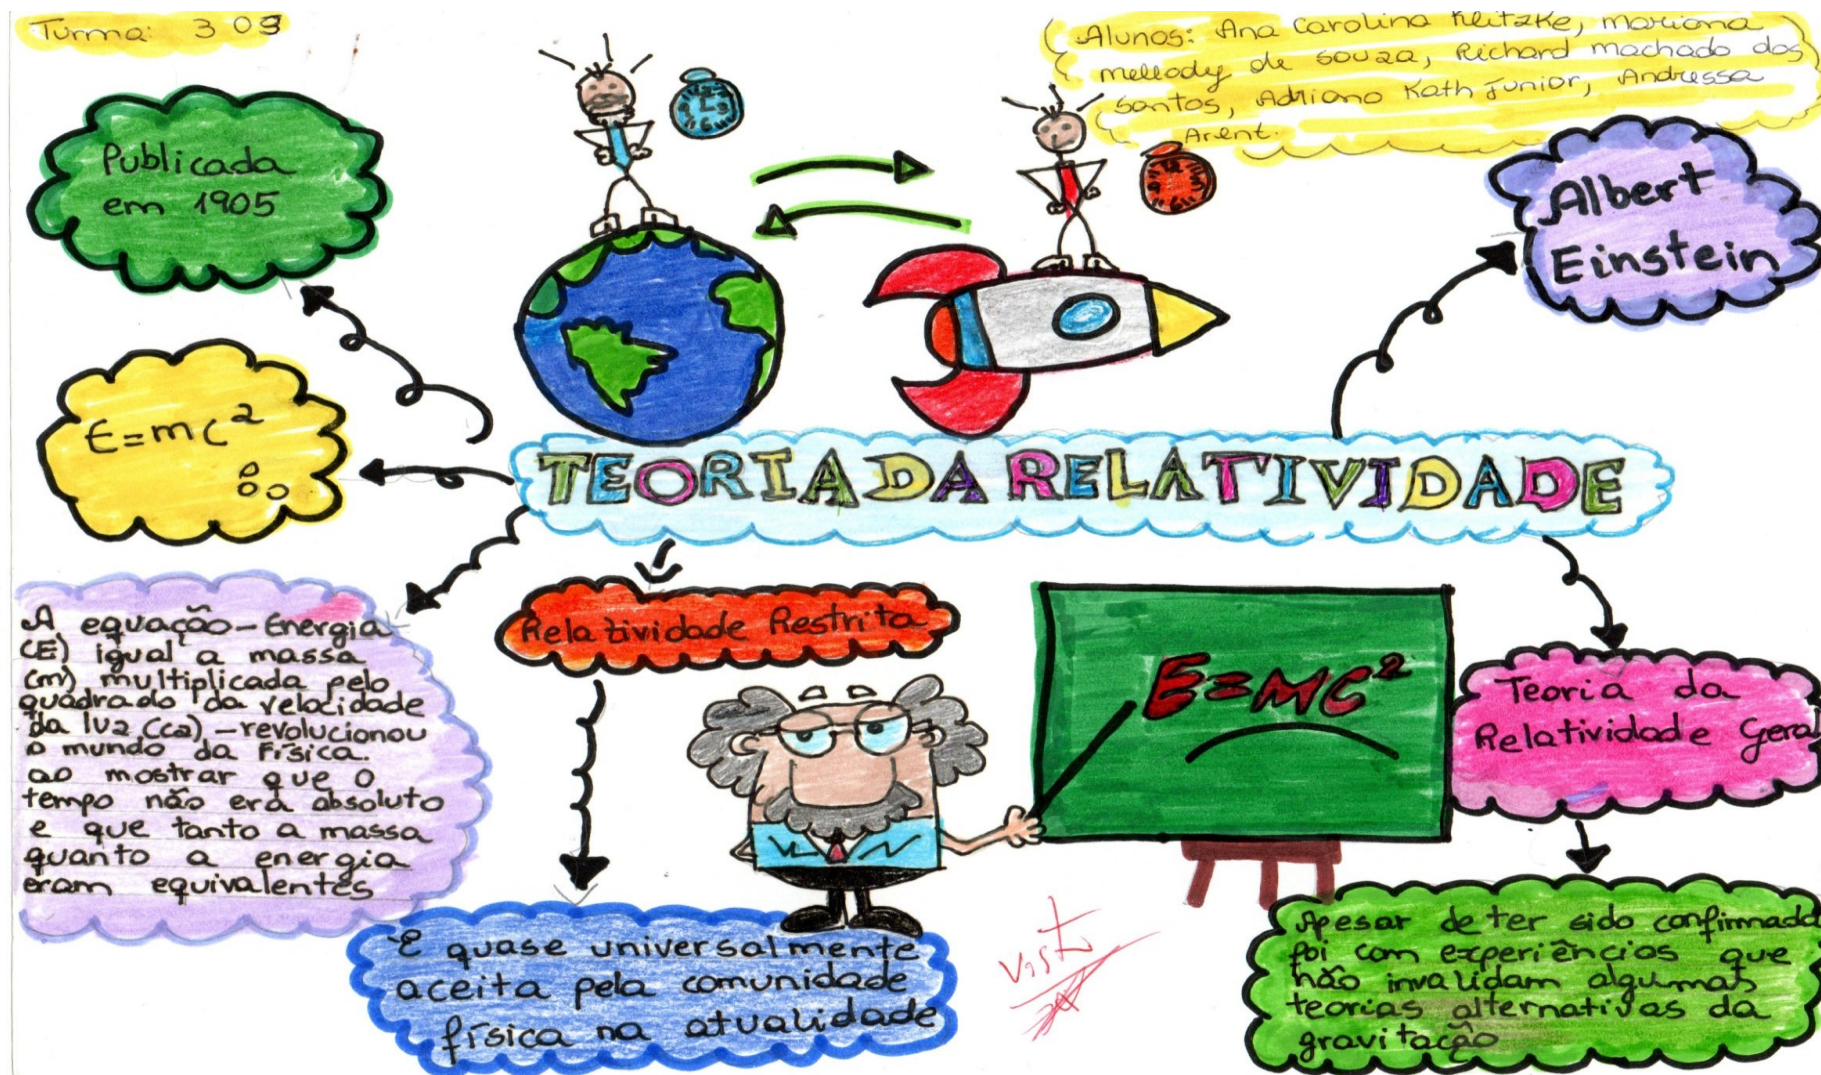 Turma: 303
Alunos: Ana Carolina Klitzke, mariana
mellody de souza, Richard machado dos
santos, Adriano Kath Junior, Andressa
Arent.
Publicada
em 1905
Albert
Einstein
E=mc²
TEORIA DA RELATIVIDADE
A equação - Energia
(E) igual a massa
(m) multiplicada pelo
quadrado da velocidade
da luz (c2) - revolucionou
o mundo da Física.
ao mostrar que o
tempo não era absoluto
e que tanto a massa
quanto a energia
eram equivalentes
Relatividade Restrita
É quase universalmente
aceita pela comunidade
física na atualidade
E=MC²
Teoria da
Relatividade Geral
Apesar de ter sido confirmada
foi com experiências que
não invalidam algumas
teorias alternativas da
gravitação